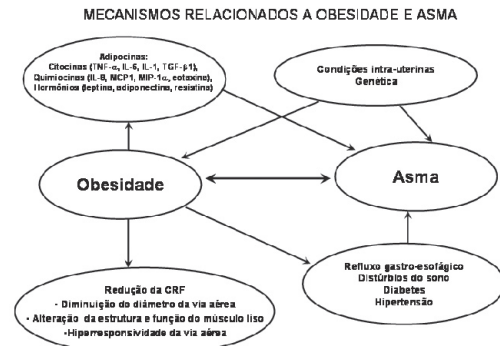 MECANISMOS RELACIONADOS A OBESIDADE E ASMA
Adipocinas:
Citocinas (TNF-α, IL-6, IL-1, TGF-β1),
Quimiocinas (IL-8, MCP1, MIP-1α, eotaxina),
Hormônios (leptina, adiponectina, resistina)
Condições intra-uterinas
Genética
Obesidade
Asma
Redução da CRF
- Diminuição do diâmetro da via aérea
- Alteração da estrutura e função do músculo liso
-Hiperresponsividade da via aérea
Refluxo gastro-esofágico
Distúrbios do sono
Diabetes
Hipertensão